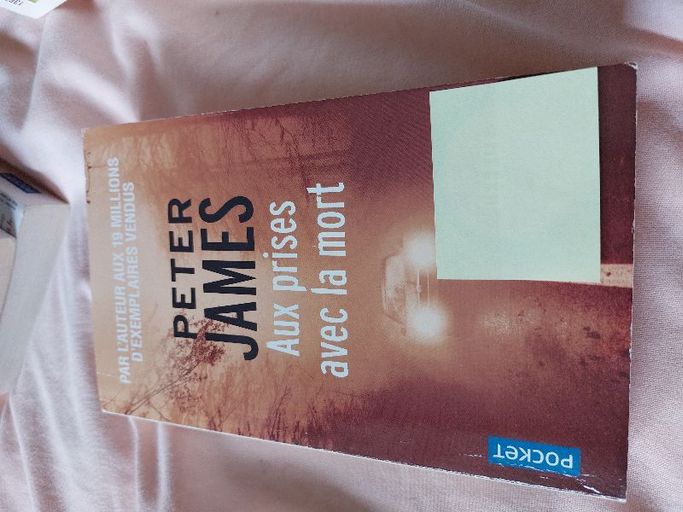 PAR L'AUTEUR AUX 19 MILLIONS
D'EXEMPLAIRES VENDUS
PETER
JAMES
Aux prises
avec la mort
POCKET